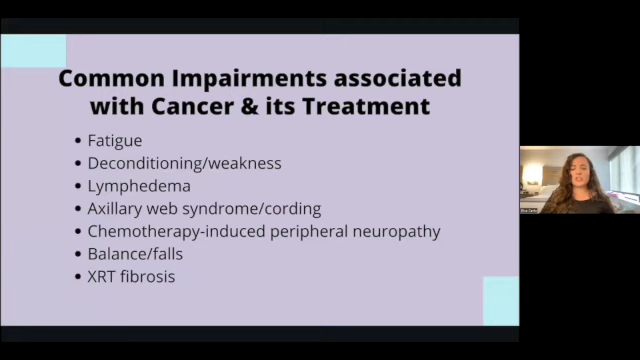 Common Impairments associated
with Cancer & its Treatment
• Fatigue
• Deconditioning/weakness
• Lymphedema
• Axillary web syndrome/cording
• Chemotherapy-induced peripheral neuropathy
• Balance/falls
• XRT fibrosis